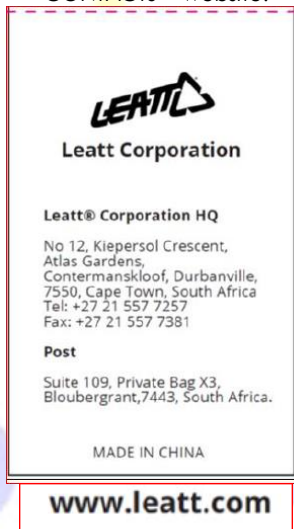 LEATT
Leatt Corporation
Leatt® Corporation HQ
No 12, Kiepersol Crescent,
Atlas Gardens,
Contermanskloof, Durbanville,
7550, Cape Town, South Africa
Tel: +27 21 557 7257
Fax: +27 21 557 7381
Post
Suite 109, Private Bag X3,
Bloubergrant,7443, South Africa.
MADE IN CHINA
www.leatt.com